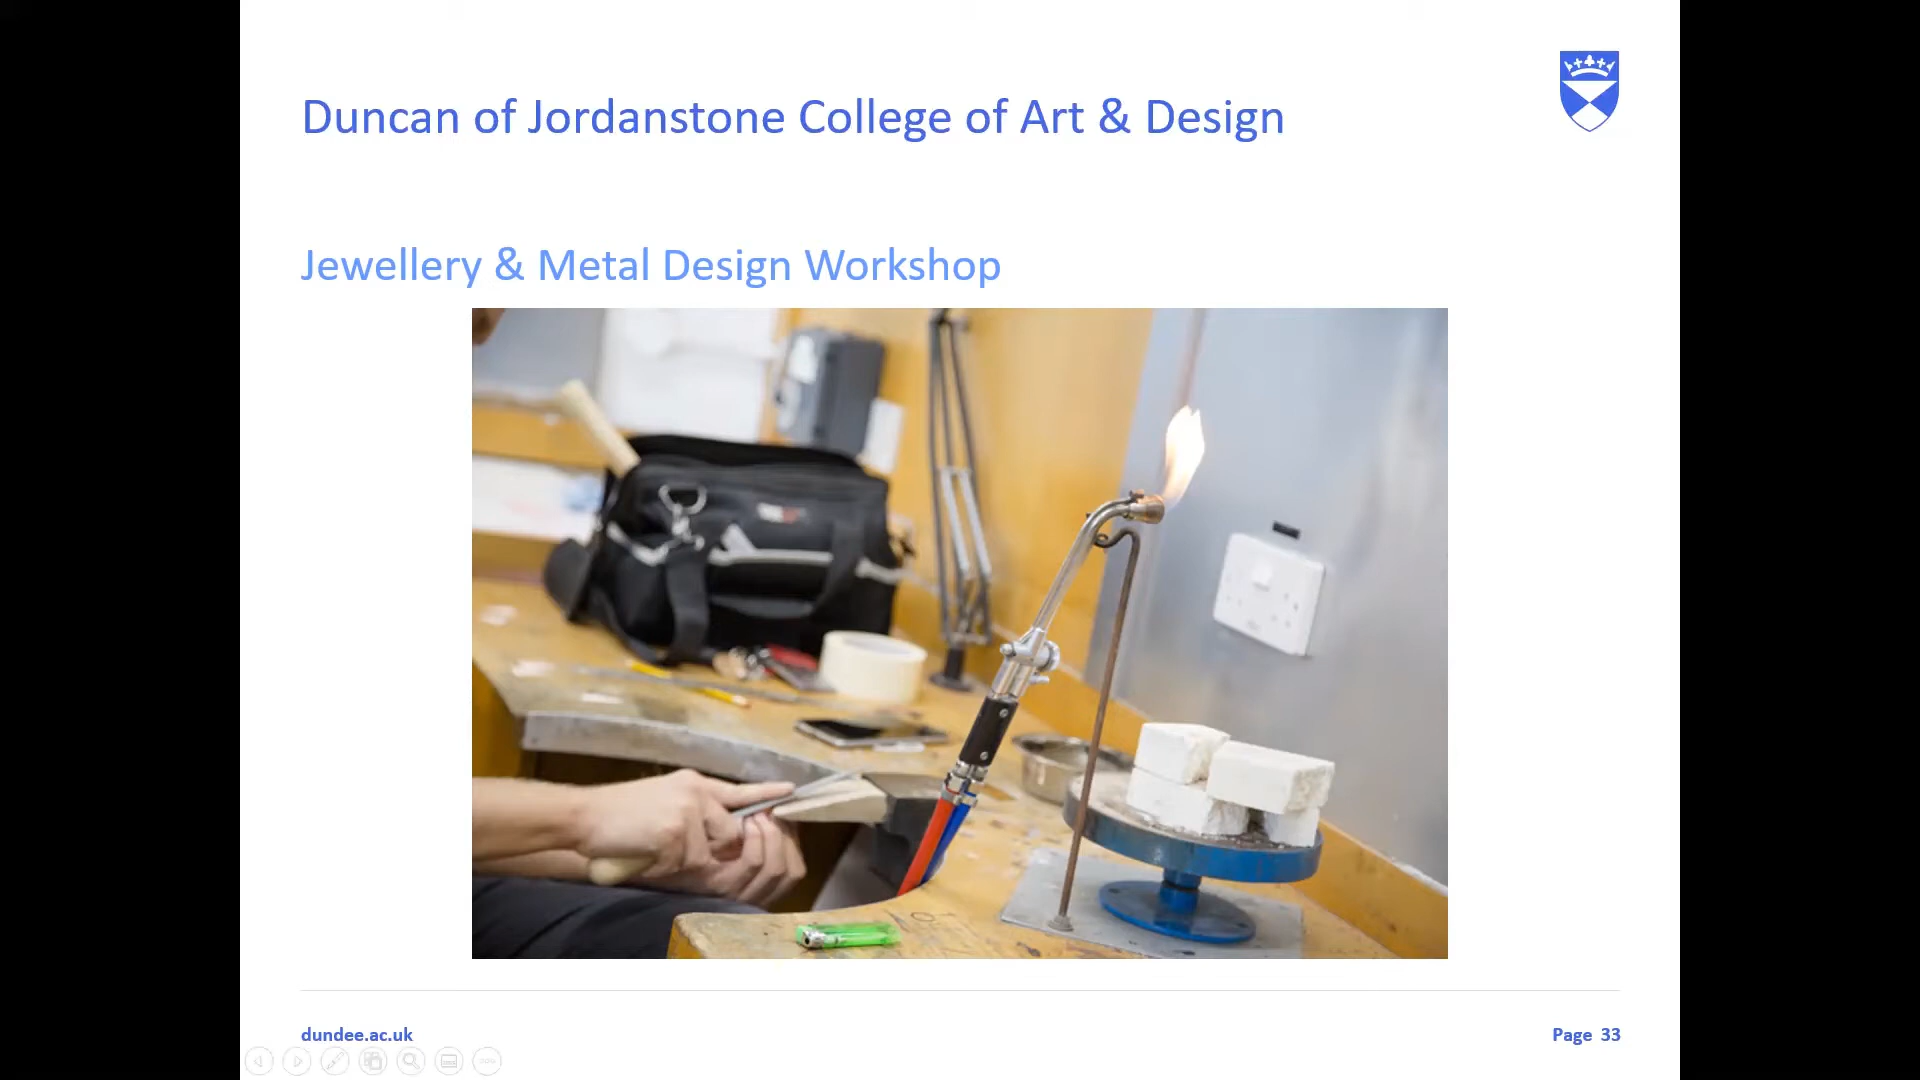 Duncan of Jordanstone College of Art & Design
Jewellery & Metal Design Workshop
dundee.ac.uk
Page 33